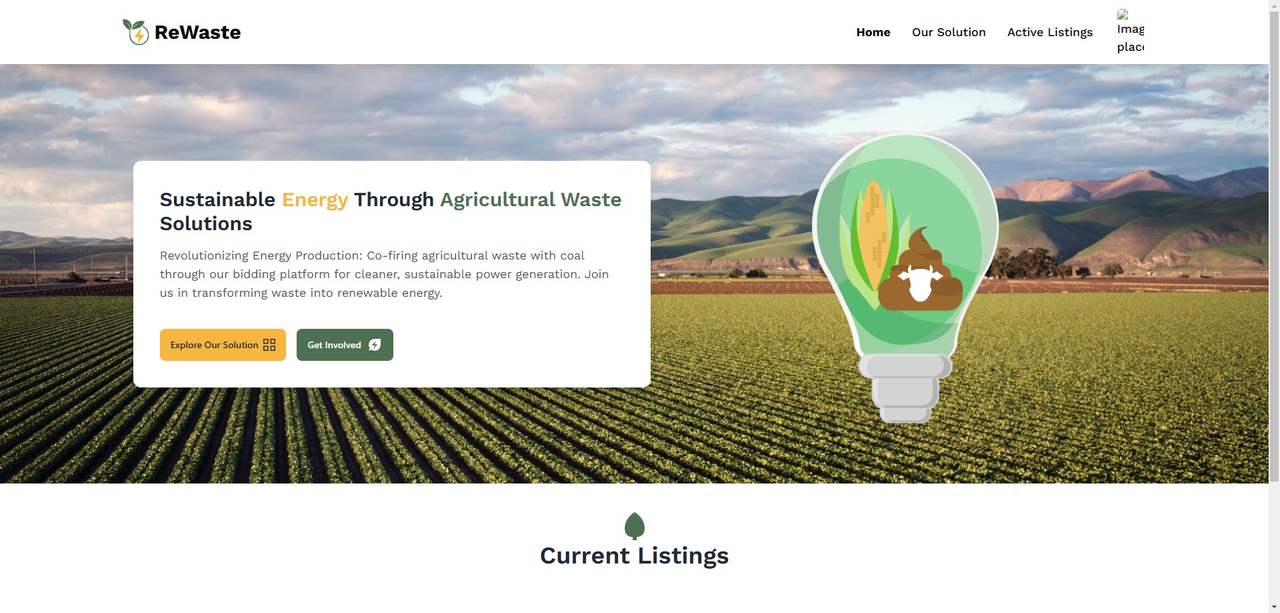 ReWaste
Home
Our Solution
Active Listings
Imag
place
Sustainable Energy Through Agricultural Waste
Solutions
Revolutionizing Energy Production: Co-firing agricultural waste with coal
through our bidding platform for cleaner, sustainable power generation. Join
us in transforming waste into renewable energy.
Explore Our Solution
Get Involved
Current Listings